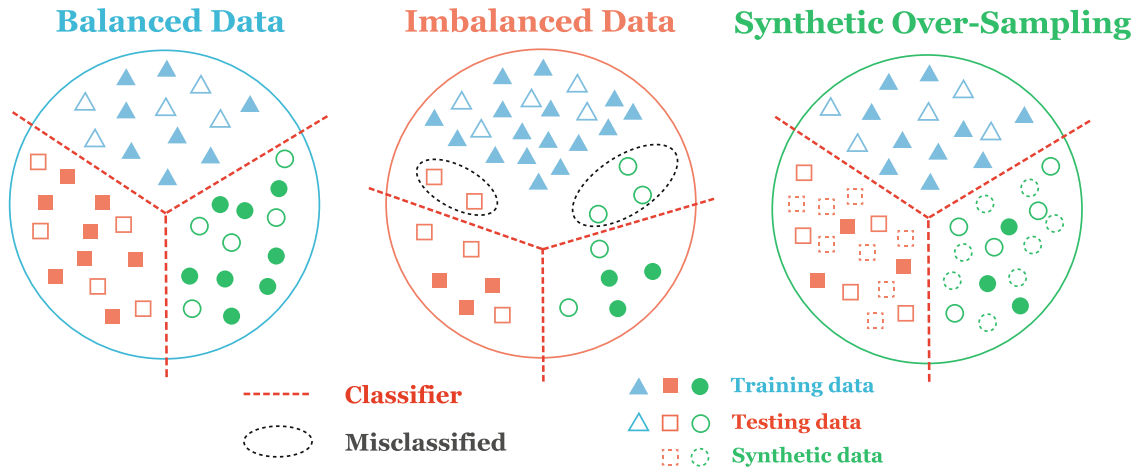 Balanced Data
Imbalanced Data
Synthetic Over-Sampling
Classifier
Misclassified
Training data
Testing data
Synthetic data